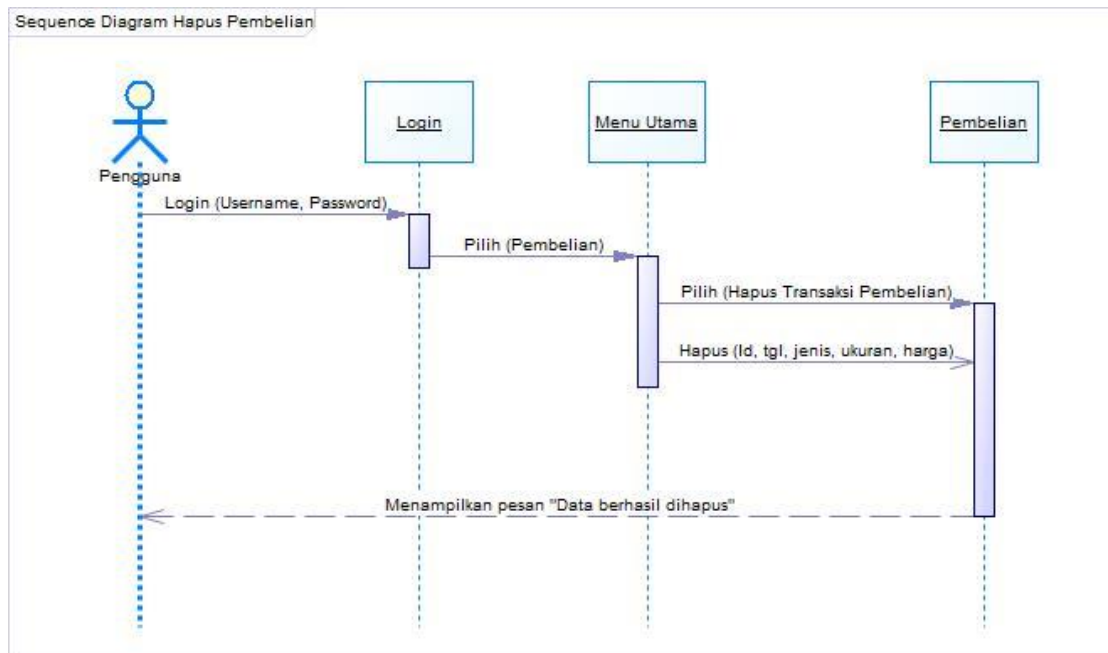 Sequence Diagram Hapus Pembelian
Login
Menu Utama
Pembelian
Pengguna
Login (Username, Password)
Pilih (Pembelian)
Pilih (Hapus Transaksi Pembelian)
Hapus (Id, tgl, jenis, ukuran, harga)
Menampilkan pesan "Data berhasil dihapus"